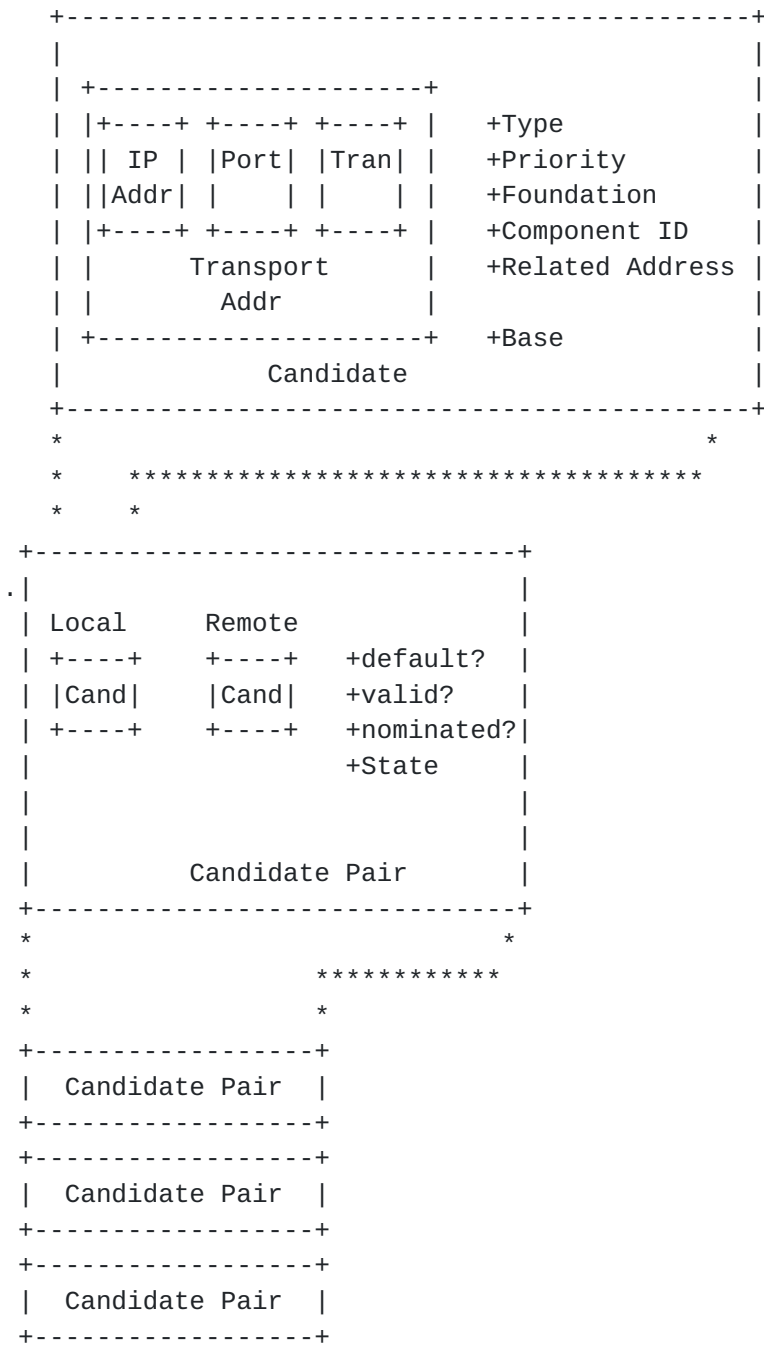 +--------------------------------------------+
|                                            |
| +---------------------+                    |
| |+----+ +----+ +----+ |   +Type            |
| || IP | |Port| |Tran| |   +Priority        |
| ||Addr| |    | |    | |   +Foundation      |
| |+----+ +----+ +----+ |   +Component ID    |
| |      Transport      |   +Related Address |
| |        Addr         |                    |
| +---------------------+   +Base            |
|             Candidate                      |
+--------------------------------------------+
*                                         *
*    *************************************
*    *
+-------------------------------+
.|                               |
| Local     Remote              |
| +----+    +----+   +default?  |
| |Cand|    |Cand|   +valid?    |
| +----+    +----+   +nominated?|
|                    +State     |
|                               |
|                               |
|          Candidate Pair       |
+-------------------------------+
*                              *
*                  ************
*                  *
+------------------+
|  Candidate Pair  |
+------------------+
+------------------+
|  Candidate Pair  |
+------------------+
+------------------+
|  Candidate Pair  |
+------------------+